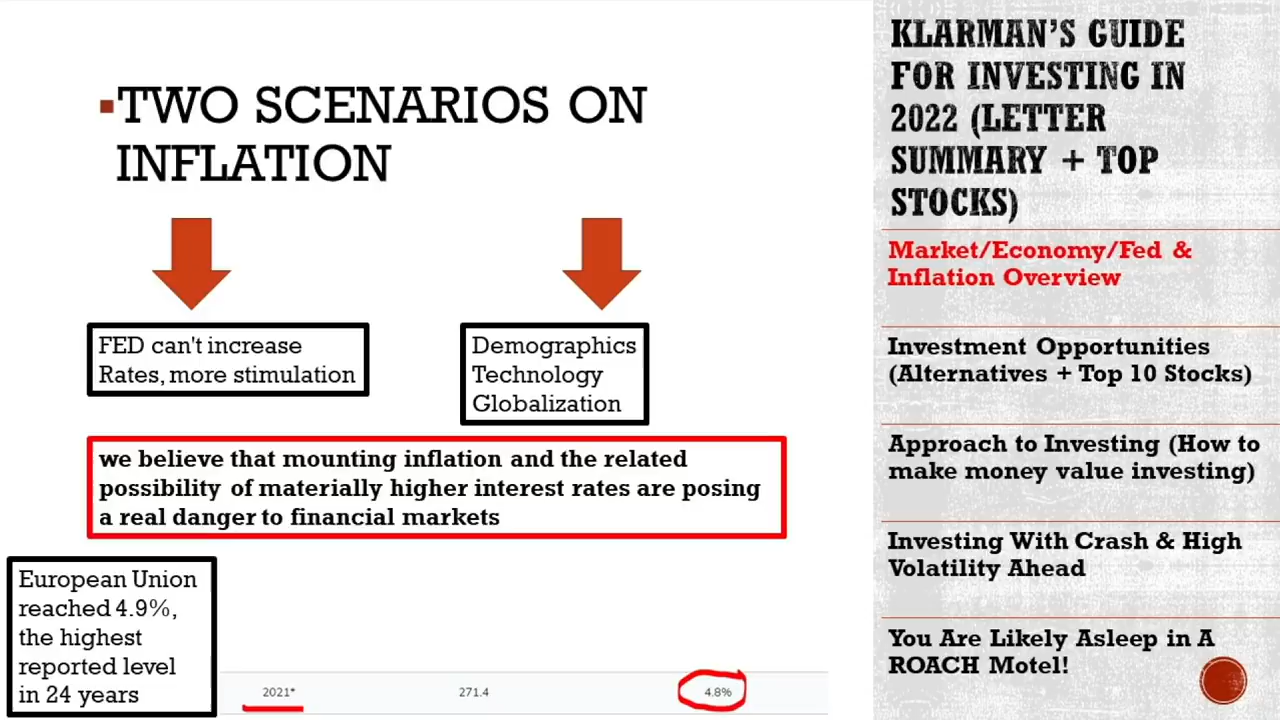 ▪TWO SCENARIOS ON
INFLATION
FED can't increase
Rates, more stimulation
Demographics
Technology
Globalization
we believe that mounting inflation and the related
possibility of materially higher interest rates are posing
a real danger to financial markets
European Union
reached 4.9%,
the highest
reported level
in 24 years
2021* 271.4 4.8%
KLARMAN'S GUIDE
FOR INVESTING IN
2022 (LETTER
SUMMARY + TOP
STOCKS)
Market/Economy/Fed &
Inflation Overview
Investment Opportunities
(Alternatives + Top 10 Stocks)
Approach to Investing (How to
make money value investing)
Investing With Crash & High
Volatility Ahead
You Are Likely Asleep in A
ROACH Motel!